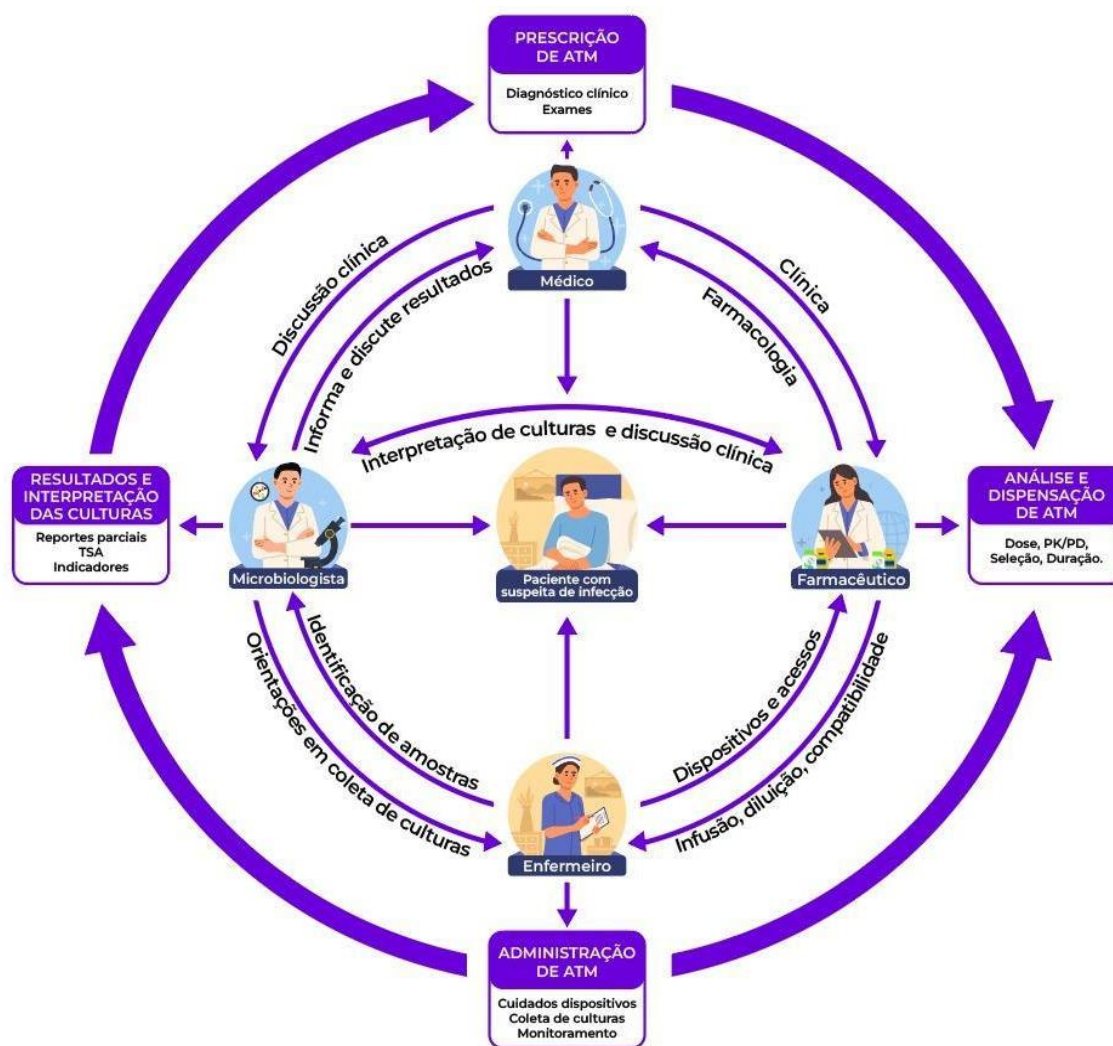 PRESCRIÇÃO
DE ATM
Diagnóstico clínico
Exames
Médico
Discussão clínica
Informa e discute resultados
Clínica
Farmacologia
Interpretação de culturas e discussão clínica
RESULTADOS E
INTERPRETAÇÃO
DAS CULTURAS
Reportes parciais
TSA
Indicadores
Microbiologista
Paciente com
suspeita de infecção
Farmacêutico
ANÁLISE E
DISPENSAÇÃO
DE ATM
Dose, PK/PD,
Seleção, Duração.
Identificação de amostras
Orientações em coleta de culturas
Dispositivos e acessos
Infusão, diluição, compatibilidade
Enfermeiro
ADMINISTRAÇÃO
DE ATM
Cuidados dispositivos
Coleta de culturas
Monitoramento